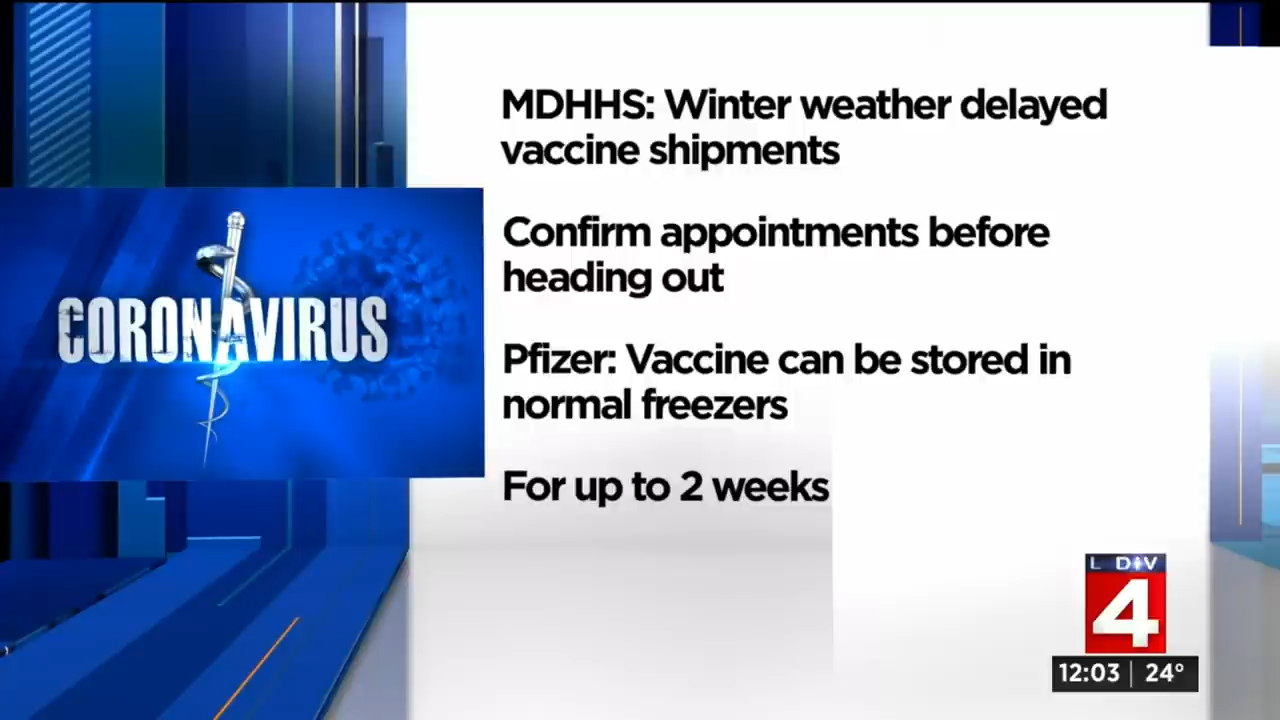 MDHHS: Winter weather delayed
vaccine shipments
Confirm appointments before
heading out
Pfizer: Vaccine can be stored in
normal freezers
For up to 2 weeks
CORONAVIRUS
4
12:03 24°